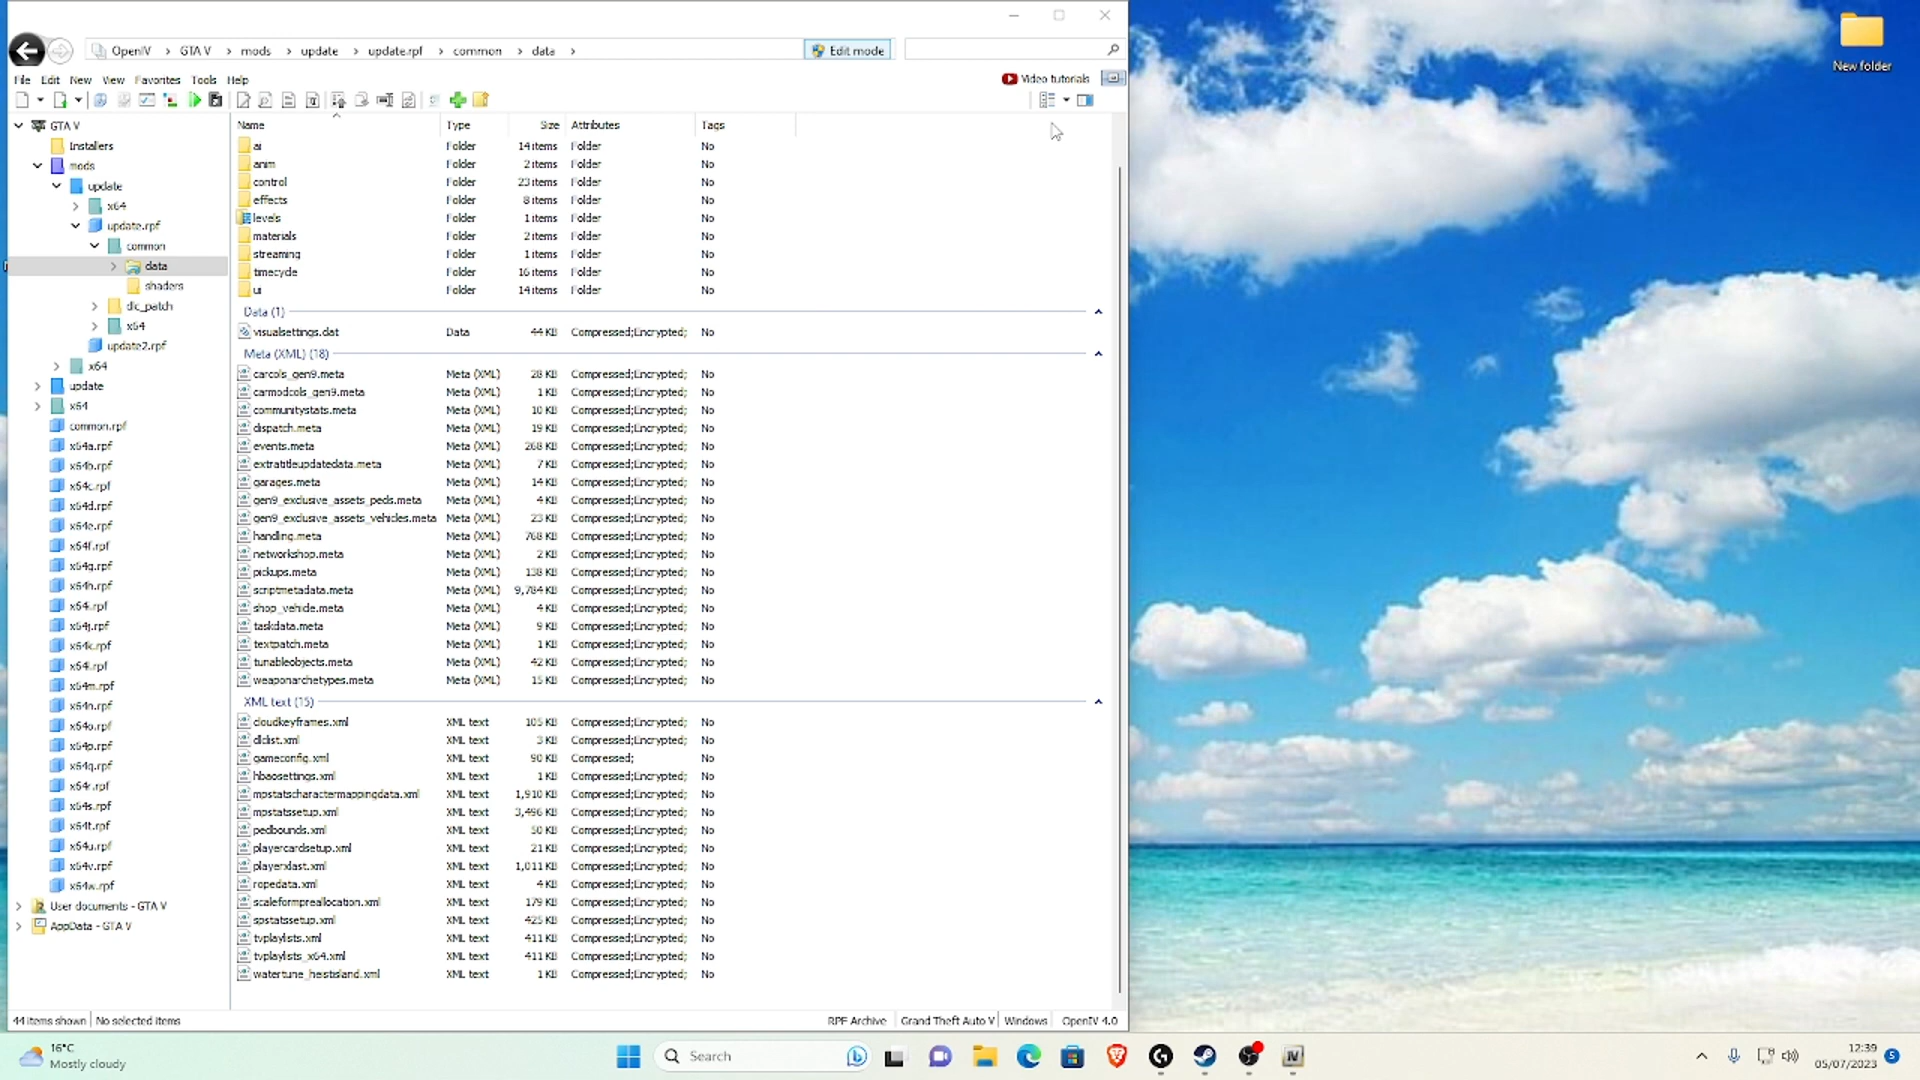 OpenIV > GTA V > mods > update > update.rpf > common > data >
Edit mode
File Edit New View Favorites Tools Help
Video tutorials
GTA V
Installers
mods
update
x64
update.rpf
common
data
shaders
dlc_patch
x64
update2.rpf
x64
update
x64
common.rpf
x64a.rpf
x64b.rpf
x64c.rpf
x64d.rpf
x64e.rpf
x64f.rpf
x64g.rpf
x64h.rpf
x64i.rpf
x64j.rpf
x64k.rpf
x64l.rpf
x64m.rpf
x64n.rpf
x64o.rpf
x64p.rpf
x64q.rpf
x64r.rpf
x64s.rpf
x64t.rpf
x64u.rpf
x64v.rpf
x64w.rpf
User documents - GTA V
AppData - GTA V
Name Type Size Attributes Tags
ai Folder 14 items Folder No
anim Folder 2 items Folder No
control Folder 23 items Folder No
effects Folder 8 items Folder No
levels Folder 1 items Folder No
materials Folder 2 items Folder No
streaming Folder 1 items Folder No
timecycle Folder 16 items Folder No
ui Folder 14 items Folder No
Data (1)
visualsettings.dat Data 44 KB Compressed;Encrypted; No
Meta (XML) (18)
carcols_gen9.meta Meta (XML) 28 KB Compressed;Encrypted; No
carmodcols_gen9.meta Meta (XML) 1 KB Compressed;Encrypted; No
communitystats.meta Meta (XML) 10 KB Compressed;Encrypted; No
dispatch.meta Meta (XML) 19 KB Compressed;Encrypted; No
events.meta Meta (XML) 268 KB Compressed;Encrypted; No
extratitleupdatedata.meta Meta (XML) 7 KB Compressed;Encrypted; No
garages.meta Meta (XML) 14 KB Compressed;Encrypted; No
gen9_exclusive_assets_peds.meta Meta (XML) 4 KB Compressed;Encrypted; No
gen9_exclusive_assets_vehicles.meta Meta (XML) 23 KB Compressed;Encrypted; No
handling.meta Meta (XML) 768 KB Compressed;Encrypted; No
networkshop.meta Meta (XML) 2 KB Compressed;Encrypted; No
pickups.meta Meta (XML) 138 KB Compressed;Encrypted; No
scriptmetadata.meta Meta (XML) 9,784 KB Compressed;Encrypted; No
shop_vehicle.meta Meta (XML) 4 KB Compressed;Encrypted; No
taskdata.meta Meta (XML) 9 KB Compressed;Encrypted; No
textpatch.meta Meta (XML) 1 KB Compressed;Encrypted; No
tunableobjects.meta Meta (XML) 42 KB Compressed;Encrypted; No
weaponarchetypes.meta Meta (XML) 15 KB Compressed;Encrypted; No
XML text (15)
cloudkeyframes.xml XML text 105 KB Compressed;Encrypted; No
dlclist.xml XML text 3 KB Compressed;Encrypted; No
gameconfig.xml XML text 90 KB Compressed; No
hbaosettings.xml XML text 1 KB Compressed;Encrypted; No
mpstatscharactermappingdata.xml XML text 1,910 KB Compressed;Encrypted; No
mpstatssetup.xml XML text 3,496 KB Compressed;Encrypted; No
pedbounds.xml XML text 50 KB Compressed;Encrypted; No
playercardsetup.xml XML text 21 KB Compressed;Encrypted; No
playerxlast.xml XML text 1,011 KB Compressed;Encrypted; No
ropedata.xml XML text 4 KB Compressed;Encrypted; No
scaleformpreallocation.xml XML text 179 KB Compressed;Encrypted; No
spstatssetup.xml XML text 425 KB Compressed;Encrypted; No
tvplaylists.xml XML text 411 KB Compressed;Encrypted; No
tvplaylists_x64.xml XML text 411 KB Compressed;Encrypted; No
watertune_heistisland.xml XML text 1 KB Compressed;Encrypted; No
44 items shown No selected items
RPF Archive Grand Theft Auto V Windows OpenIV 4.0
New folder
16°C
Mostly cloudy
Search
IV
12:39
05/07/2023
5